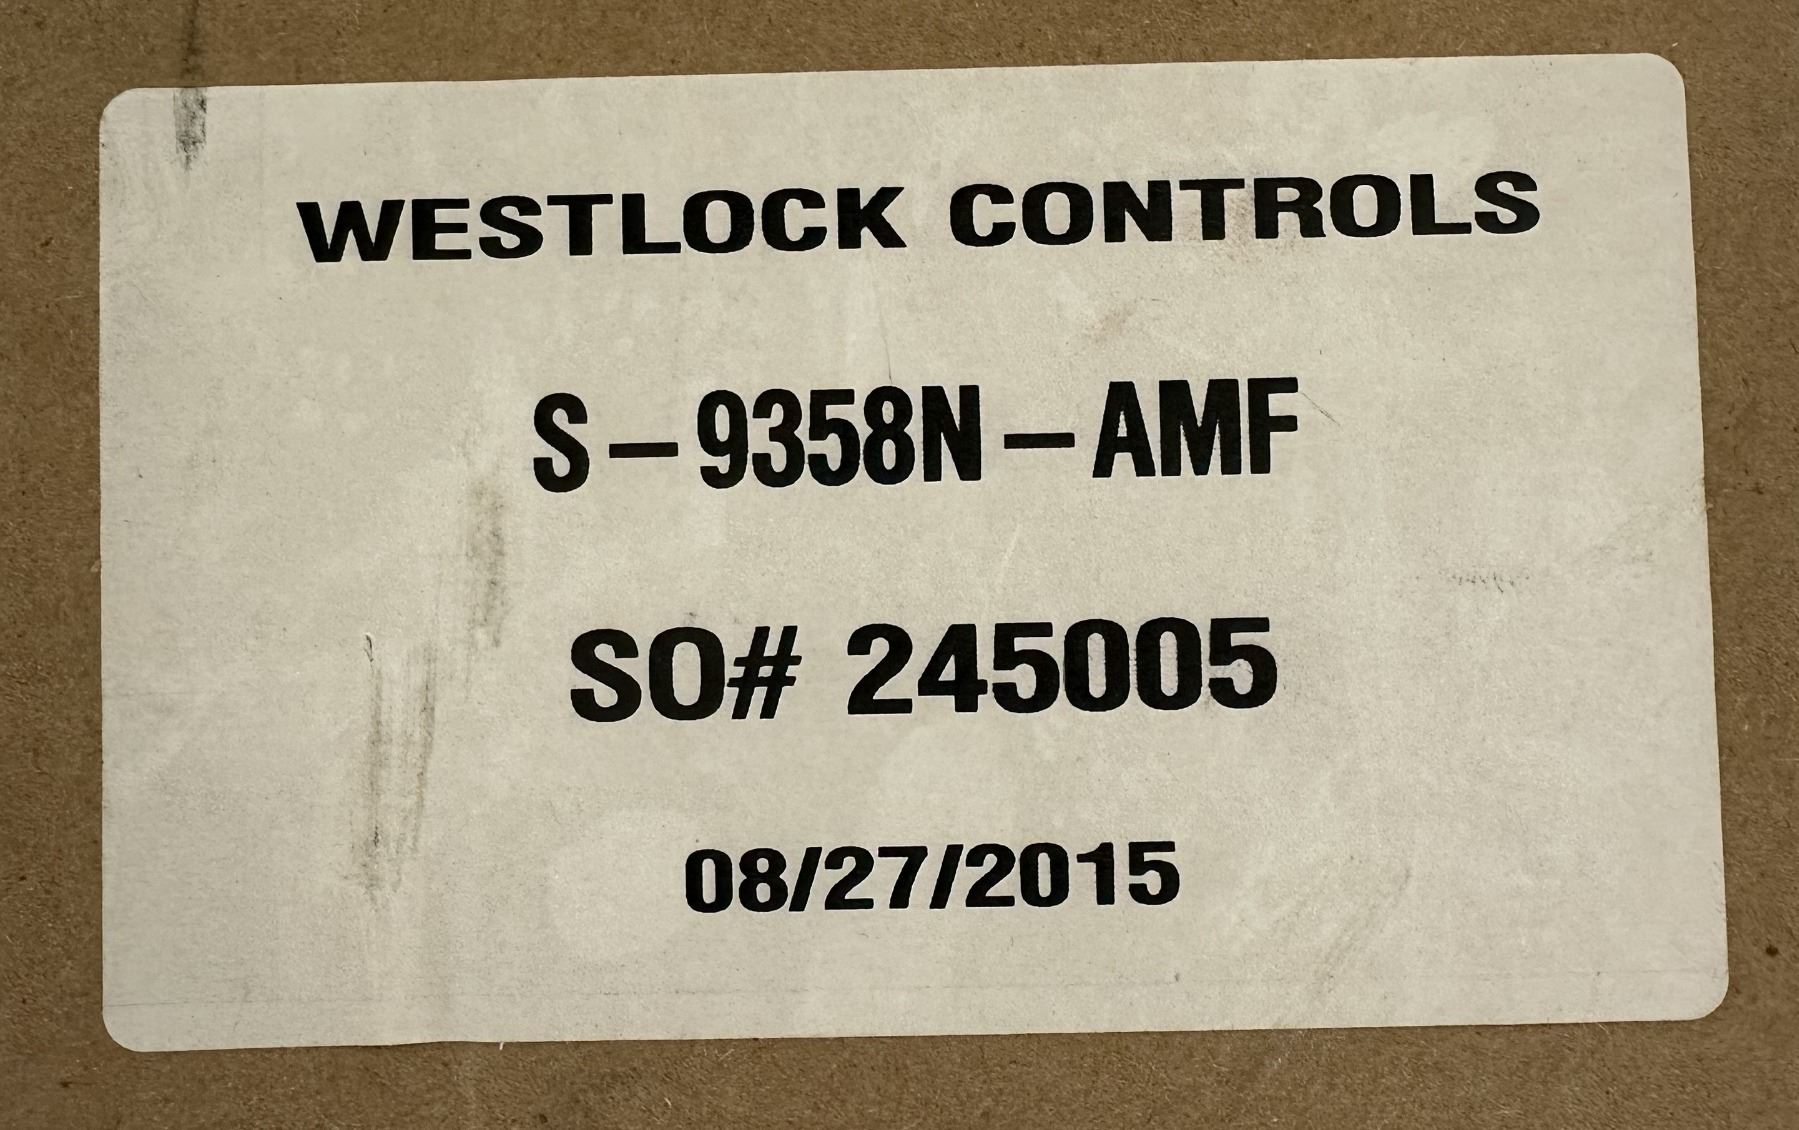 WESTLOCK CONTROLS
S-9358N-AMF
SO# 245005
08/27/2015